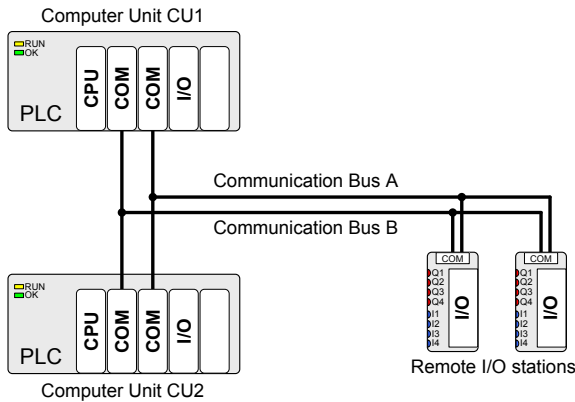 Computer Unit CU1
RUN
OK
PLC
CPU
COM
COM
I/O
Communication Bus A
Communication Bus B
COM
Q1
Q2
Q3
Q4
I1
I2
I3
I4
I/O
COM
Q1
Q2
Q3
Q4
I1
I2
I3
I4
I/O
Remote I/O stations
RUN
OK
PLC
CPU
COM
COM
I/O
Computer Unit CU2